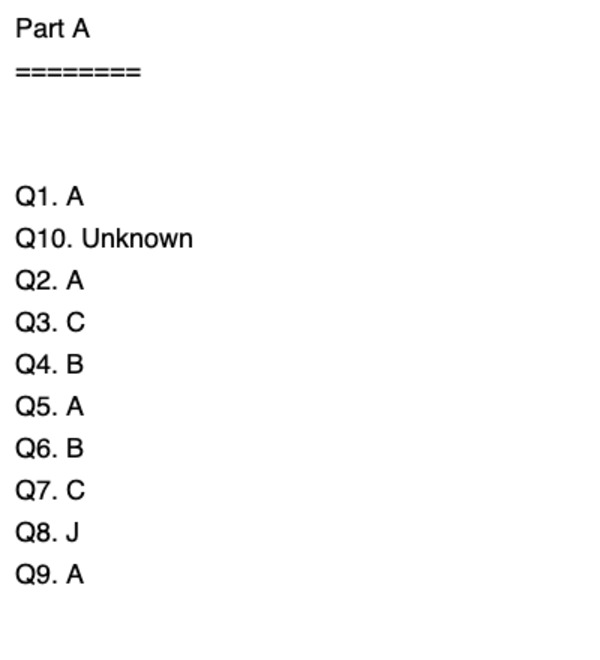 Part A
========
Q1. A
Q10. Unknown
Q2. A
Q3. C
Q4. B
Q5. A
Q6. B
Q7. C
Q8. J
Q9. A